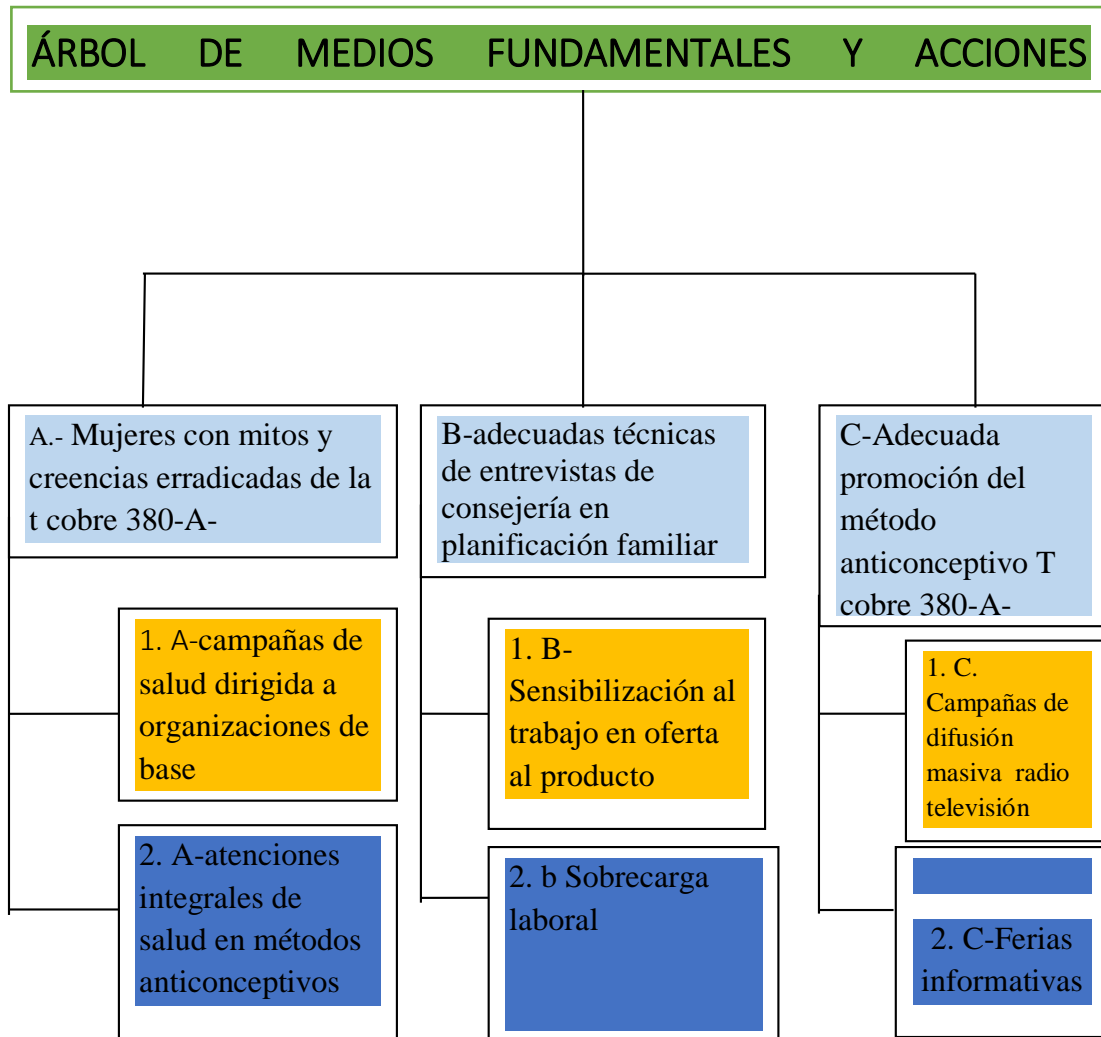 ÁRBOL DE MEDIOS FUNDAMENTALES Y ACCIONES
A.- Mujeres con mitos y
creencias erradicadas de la
t cobre 380-A-
1. A-campañas de
salud dirigida a
organizaciones de
base
2. A-atenciones
integrales de
salud en métodos
anticonceptivos
B-adecuadas técnicas
de entrevistas de
consejería en
planificación familiar
1. B-
Sensibilización al
trabajo en oferta
al producto
2. b Sobrecarga
laboral
C-Adecuada
promoción del
método
anticonceptivo T
cobre 380-A-
1. C.
Campañas de
difusión
masiva radio
televisión
2. C-Ferias
informativas